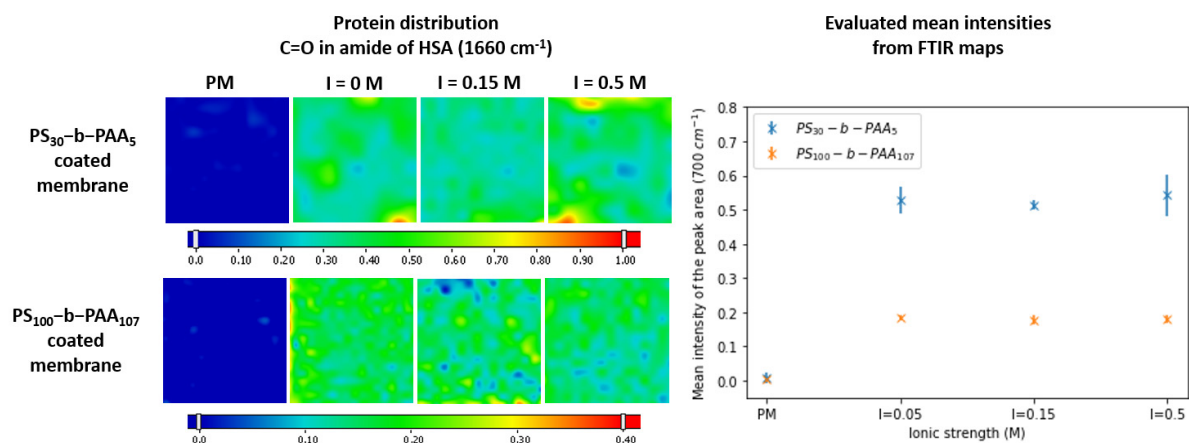 Protein distribution
C=O in amide of HSA (1660 cm⁻¹)
PM I = 0 M I = 0.15 M I = 0.5 M
PS₃₀–b–PAA₅
coated
membrane
0.0 0.10 0.20 0.30 0.40 0.50 0.60 0.70 0.80 0.90 1.00
PS₁₀₀–b–PAA₁₀₇
coated
membrane
0.0 0.10 0.20 0.30 0.40
Evaluated mean intensities
from FTIR maps
Mean intensity of the peak area (700 cm⁻¹)
0.8
0.7
0.6
0.5
0.4
0.3
0.2
0.1
0.0
PS₃₀ − b − PAA₅
PS₁₀₀ − b − PAA₁₀₇
PM I=0.05 I=0.15 I=0.5
Ionic strength (M)